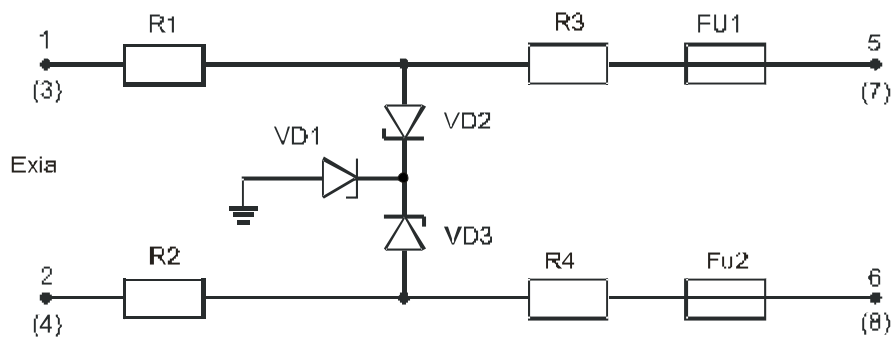 R1
R3
FU1
1
5
(3)
(7)
VD1
VD2
Exia
VD3
R2
R4
Fu2
2
6
(4)
(8)